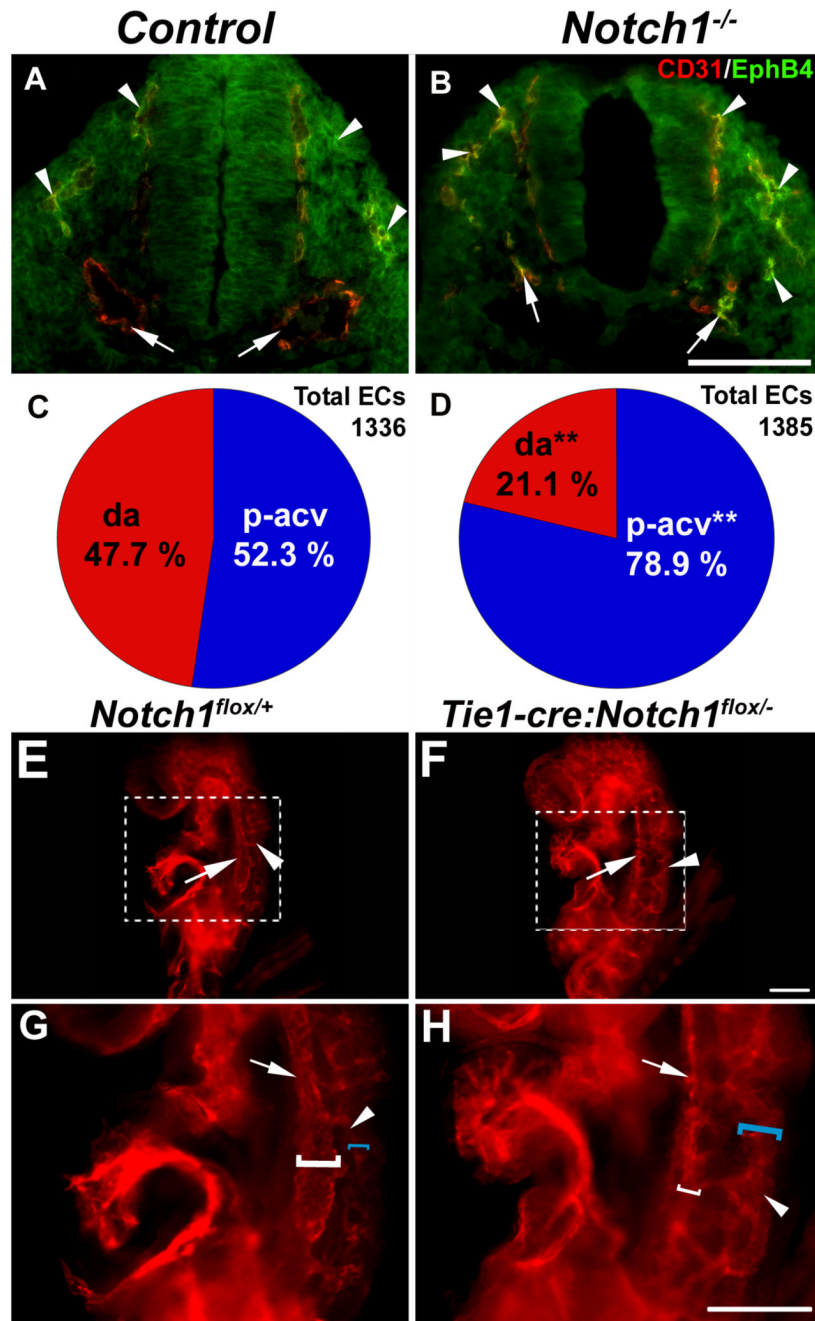 Control
Notch1-/-
A
B
CD31/EphB4
C
Total ECs
1336
da
47.7 %
p-acv
52.3 %
D
Total ECs
1385
da**
21.1 %
p-acv**
78.9 %
Notch1flox/+
Tie1-cre:Notch1flox/-
E
F
G
H